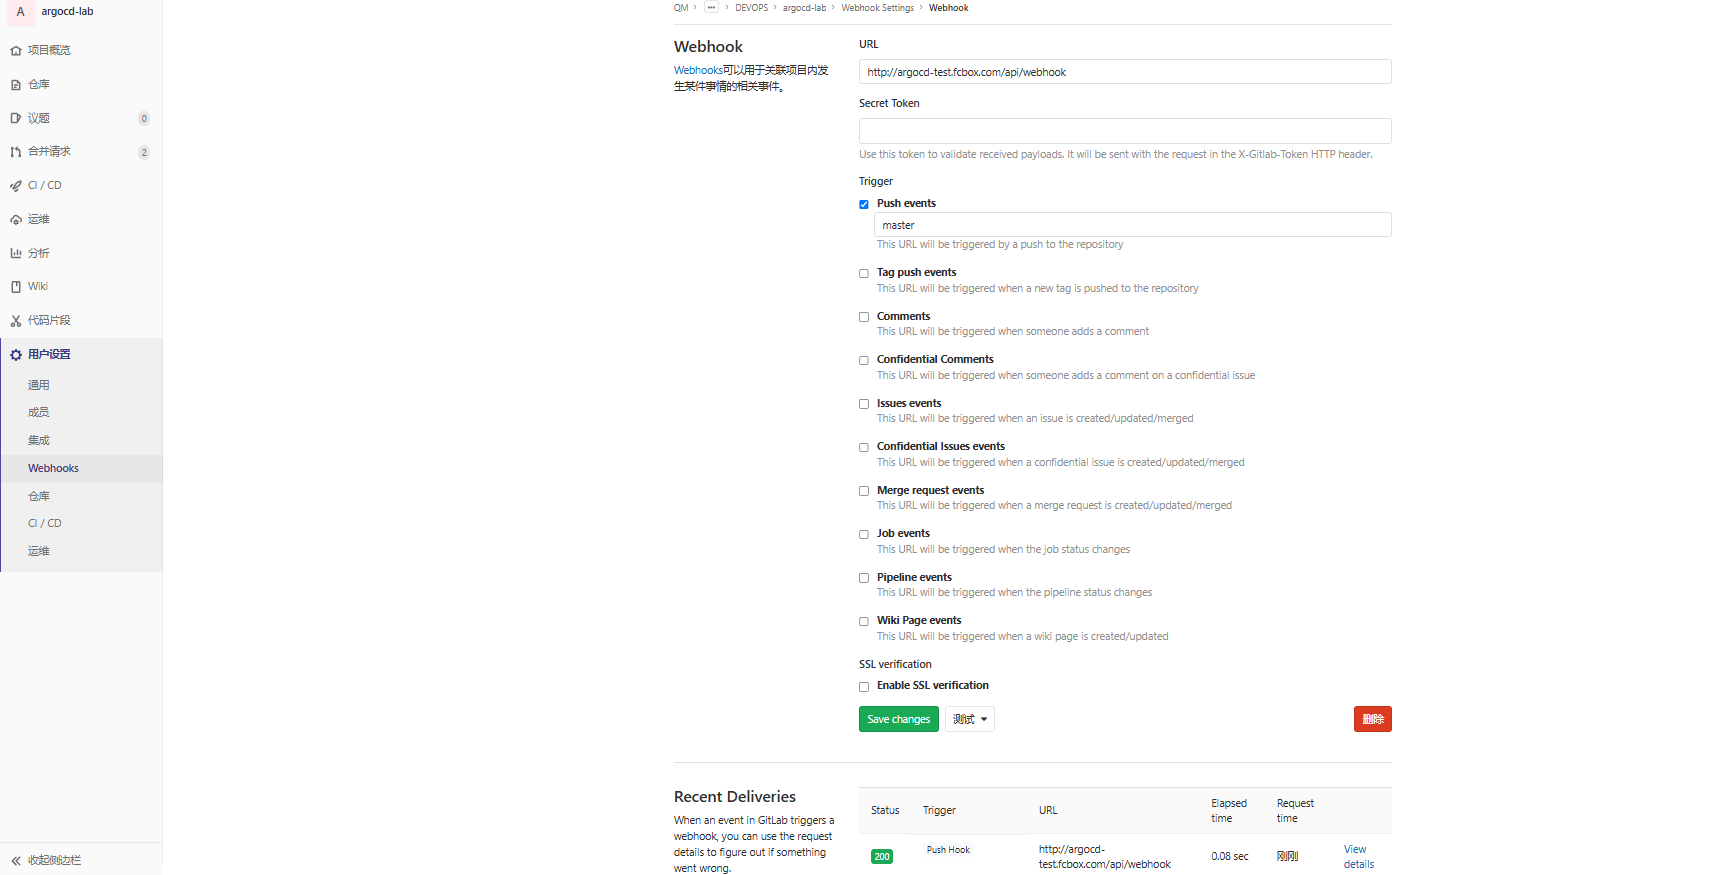 A argocd-lab
项目概览
仓库
议题 0
合并请求 2
CI / CD
运维
分析
Wiki
代码片段
用户设置
通用
成员
集成
Webhooks
仓库
CI / CD
运维
收起侧边栏
QM › ••• › DEVOPS › argocd-lab › Webhook Settings › Webhook
Webhook
Webhooks可以用于关联项目内发
生某件事情的相关事件。
URL
http://argocd-test.fcbox.com/api/webhook
Secret Token
Use this token to validate received payloads. It will be sent with the request in the X-Gitlab-Token HTTP header.
Trigger
Push events
master
This URL will be triggered by a push to the repository
Tag push events
This URL will be triggered when a new tag is pushed to the repository
Comments
This URL will be triggered when someone adds a comment
Confidential Comments
This URL will be triggered when someone adds a comment on a confidential issue
Issues events
This URL will be triggered when an issue is created/updated/merged
Confidential Issues events
This URL will be triggered when a confidential issue is created/updated/merged
Merge request events
This URL will be triggered when a merge request is created/updated/merged
Job events
This URL will be triggered when the job status changes
Pipeline events
This URL will be triggered when the pipeline status changes
Wiki Page events
This URL will be triggered when a wiki page is created/updated
SSL verification
Enable SSL verification
Save changes 测试 删除
Recent Deliveries
When an event in GitLab triggers a
webhook, you can use the request
details to figure out if something
went wrong.
Status Trigger URL Elapsed time Request time
200 Push Hook http://argocd-test.fcbox.com/api/webhook 0.08 sec 刚刚 View details